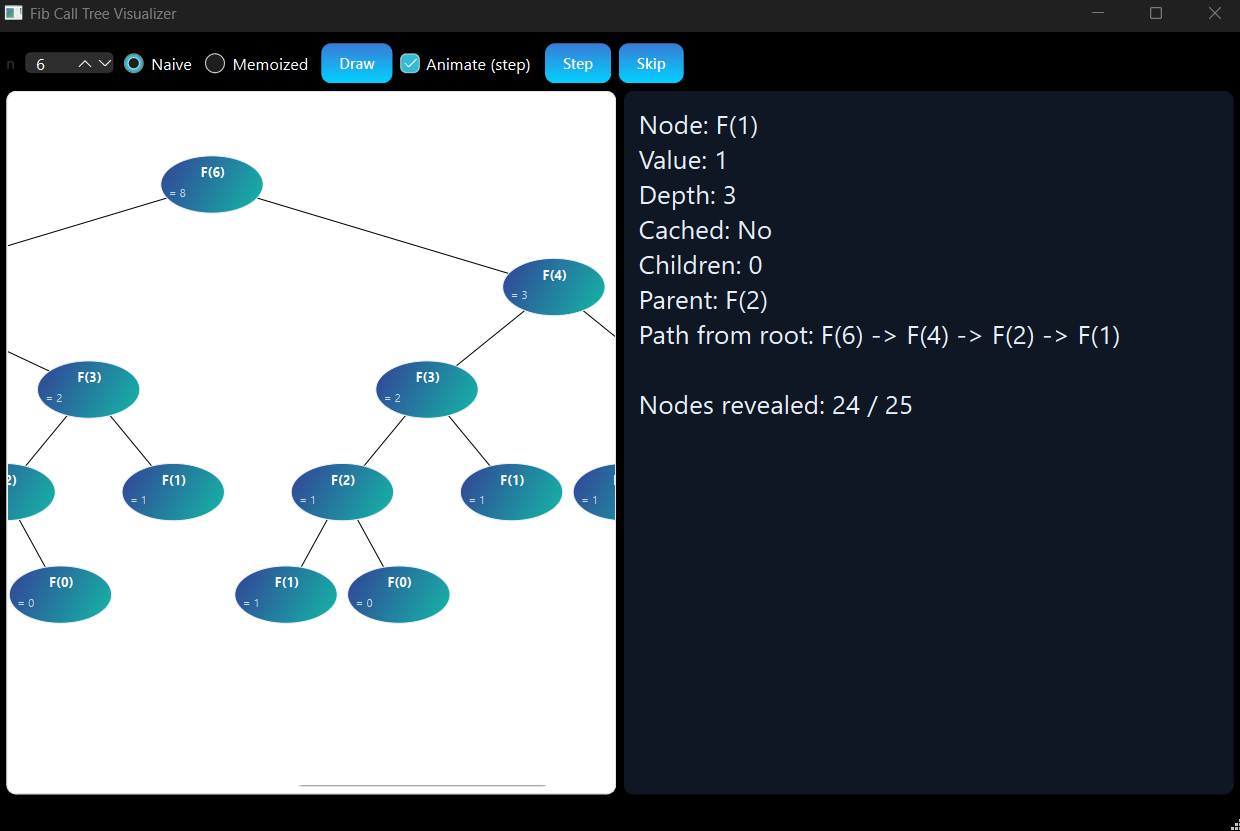 Fib Call Tree Visualizer
n 6 Naive Memoized Draw Animate (step) Step Skip
F(6)
= 8
F(4)
= 3
F(3)
= 2
F(3)
= 2
2)
F(1)
= 1
F(2)
= 1
F(1)
= 1
= 1
F(0)
= 0
F(1)
= 1
F(0)
= 0
Node: F(1)
Value: 1
Depth: 3
Cached: No
Children: 0
Parent: F(2)
Path from root: F(6) -> F(4) -> F(2) -> F(1)
Nodes revealed: 24 / 25